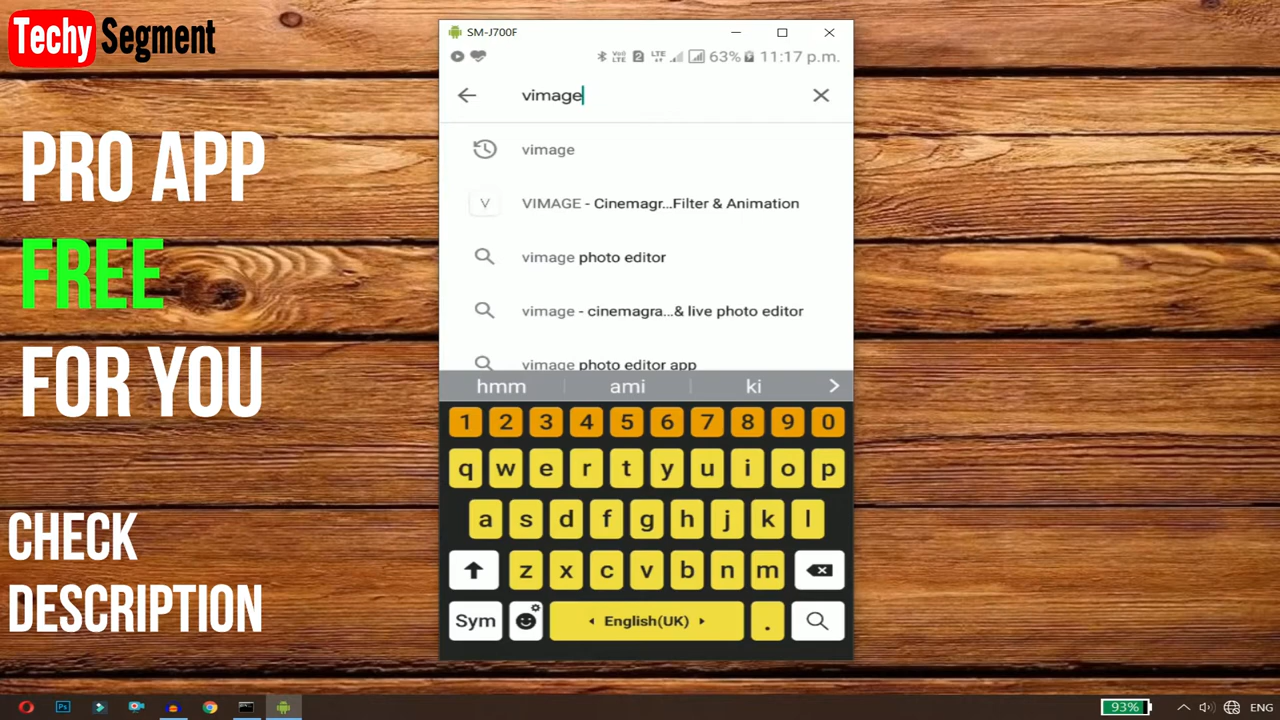 Techy Segment
PRO APP
FREE
FOR YOU
CHECK
DESCRIPTION
SM-J700F
63% 11:17 p.m.
vimage
vimage
V VIMAGE - Cinemagr...Filter & Animation
vimage photo editor
vimage - cinemagra...& live photo editor
vimage photo editor app
hmm ami ki
1 2 3 4 5 6 7 8 9 0
q w e r t y u i o p
a s d f g h j k l
z x c v b n m
Sym English(UK) .
93% ENG